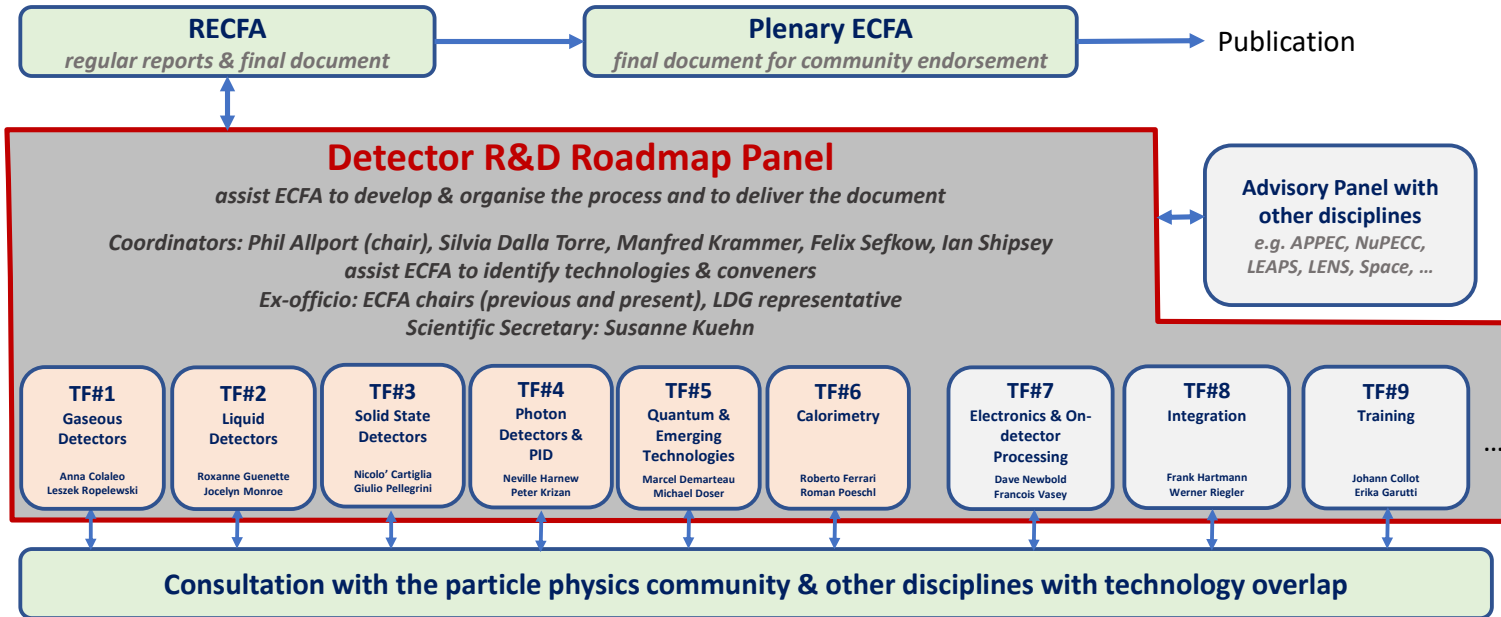 RECFA
regular reports & final document
Plenary ECFA
final document for community endorsement
Publication
Detector R&D Roadmap Panel
assist ECFA to develop & organise the process and to deliver the document
Coordinators: Phil Allport (chair), Silvia Dalla Torre, Manfred Krammer, Felix Sefkow, Ian Shipsey
assist ECFA to identify technologies & conveners
Ex-officio: ECFA chairs (previous and present), LDG representative
Scientific Secretary: Susanne Kuehn
Advisory Panel with
other disciplines
e.g. APPEC, NuPECC,
LEAPS, LENS, Space, …
TF#1
Gaseous
Detectors
Anna Colaleo
Leszek Ropelewski
TF#2
Liquid
Detectors
Roxanne Guenette
Jocelyn Monroe
TF#3
Solid State
Detectors
Nicolo’ Cartiglia
Giulio Pellegrini
TF#4
Photon
Detectors &
PID
Neville Harnew
Peter Krizan
TF#5
Quantum &
Emerging
Technologies
Marcel Demarteau
Michael Doser
TF#6
Calorimetry
Roberto Ferrari
Roman Poeschl
TF#7
Electronics & On-
detector
Processing
Dave Newbold
Francois Vasey
TF#8
Integration
Frank Hartmann
Werner Riegler
TF#9
Training
Johann Collot
Erika Garutti
…
Consultation with the particle physics community & other disciplines with technology overlap